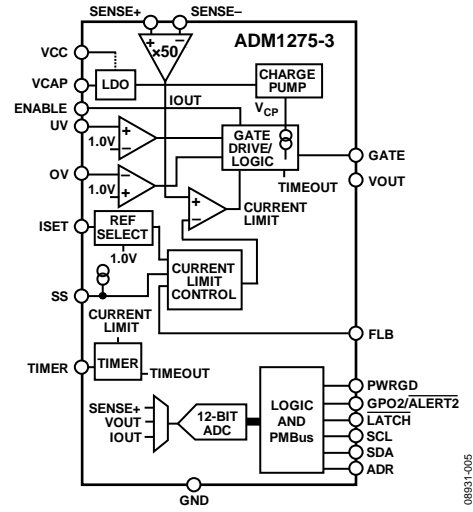 SENSE+ SENSE–
ADM1275-3
+ –
×50
VCC
VCAP
LDO
CHARGE
PUMP
ENABLE
IOUT
VCP
UV
+
1.0V –
GATE
DRIVE/
LOGIC
GATE
OV
1.0V –
+
TIMEOUT
VOUT
+
–
CURRENT
LIMIT
ISET
REF
SELECT
1.0V
CURRENT
LIMIT
CONTROL
SS
CURRENT
LIMIT
FLB
TIMER
TIMER
TIMEOUT
SENSE+
VOUT
IOUT
12-BIT
ADC
LOGIC
AND
PMBus
PWRGD
GPO2/ALERT2
LATCH
SCL
SDA
ADR
GND
08931-005